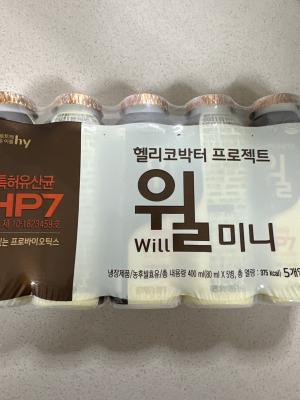 hy
특허유산균
HP7
제 10-1823459호
있는 프로바이오틱스
헬리코박터 프로젝트
윌
Will 미니
냉장제품/농후발효유/총 내용량 400 ml(80 ml X 5병, 총 열량 : 375 kcal) 5개입